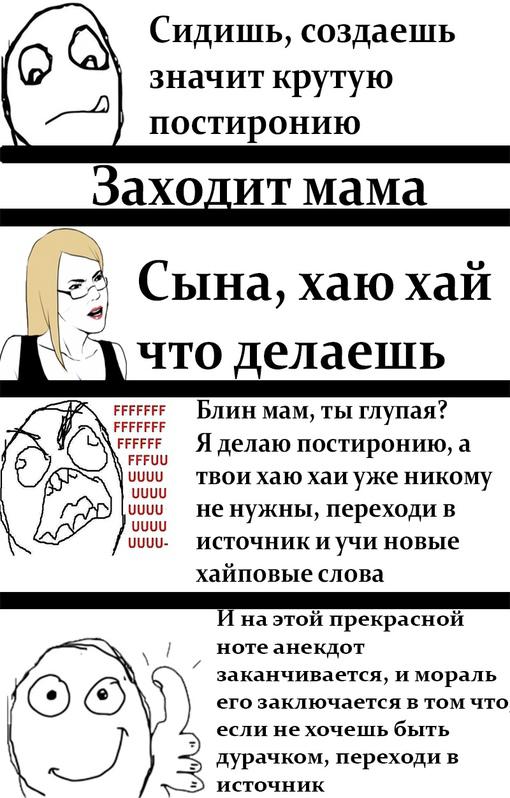 Сидишь, создаешь
значит крутую
постиронию
Заходит мама
Сына, хаю хай
что делаешь
FFFFFFF
FFFFFFF
FFFFFF
FFFUU
UUUU
UUUU
UUUU
UUUU
UUUU-
Блин мам, ты глупая?
Я делаю постиронию, а
твои хаю хаи уже никому
не нужны, переходи в
источник и учи новые
хайповые слова
И на этой прекрасной
ноте анекдот
заканчивается, и мораль
его заключается в том что,
если не хочешь быть
дурачком, переходи в
источник